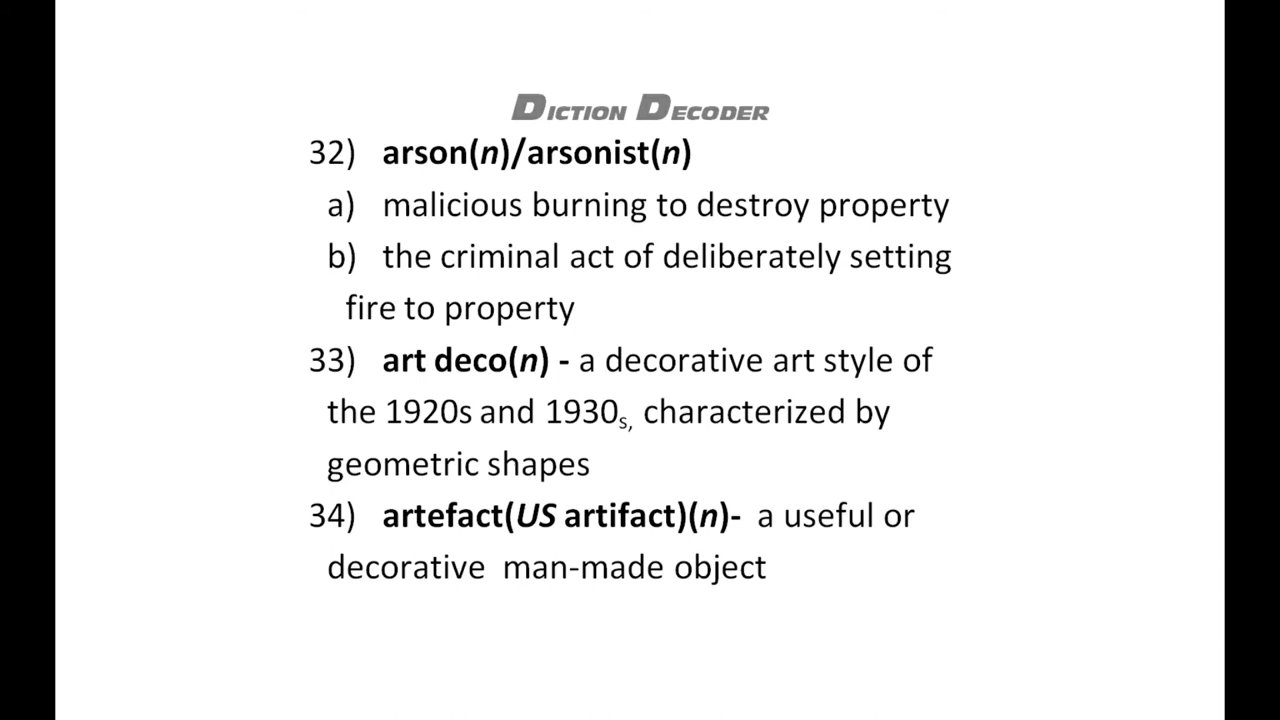 DICTION DECODER
32) arson(n)/arsonist(n)
a) malicious burning to destroy property
b) the criminal act of deliberately setting
fire to property
33) art deco(n) - a decorative art style of
the 1920s and 1930s, characterized by
geometric shapes
34) artefact(US artifact)(n)- a useful or
decorative man-made object